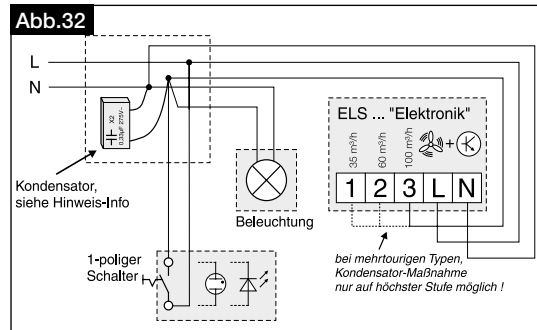 Abb.32
L
N
X2
0,33µF 275V~
Kondensator,
siehe Hinweis-Info
Beleuchtung
ELS ... "Elektronik"
35 m³/h
60 m³/h
100 m³/h
+
1 2 3 L N
bei mehrtourigen Typen,
Kondensator-Maßnahme
nur auf höchster Stufe möglich !
1-poliger
Schalter